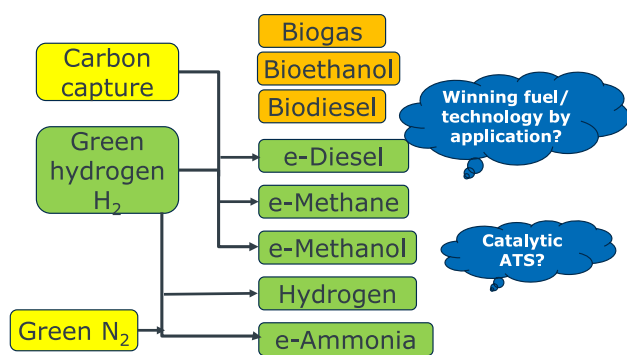 Carbon
capture
Green
hydrogen
H₂
Green N₂
Biogas
Bioethanol
Biodiesel
e-Diesel
e-Methane
e-Methanol
Hydrogen
e-Ammonia
Winning fuel/
technology by
application?
Catalytic
ATS?